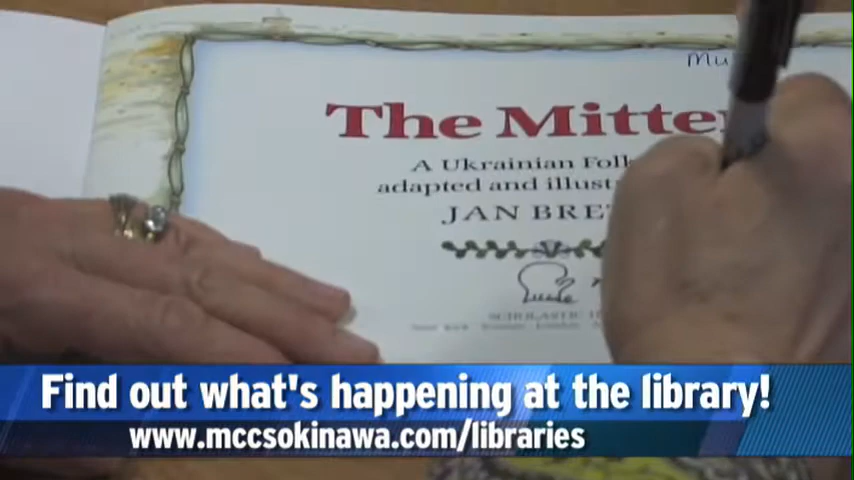 Mu
The Mitte
A Ukrainian Folk
adapted and illust
JAN BRET
SCHOLASTIC
Find out what's happening at the library!
www.mccsokinawa.com/libraries